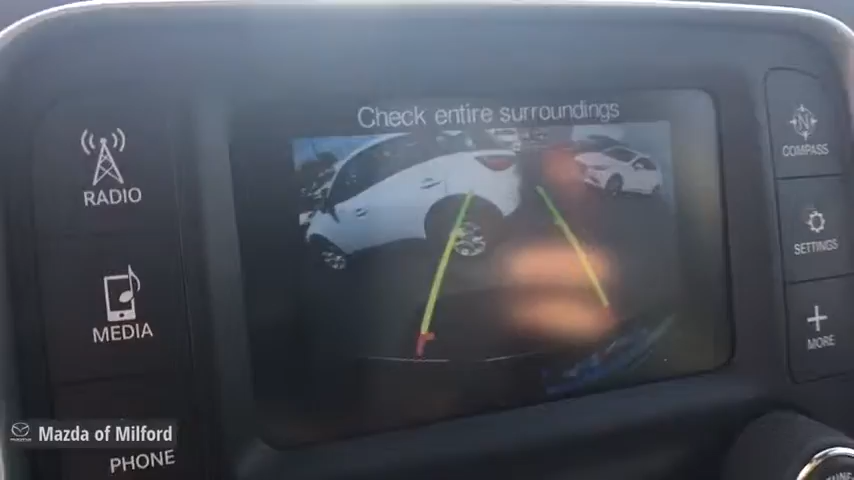 Check entire surroundings
RADIO
MEDIA
PHONE
N
COMPASS
SETTINGS
MORE
Mazda of Milford